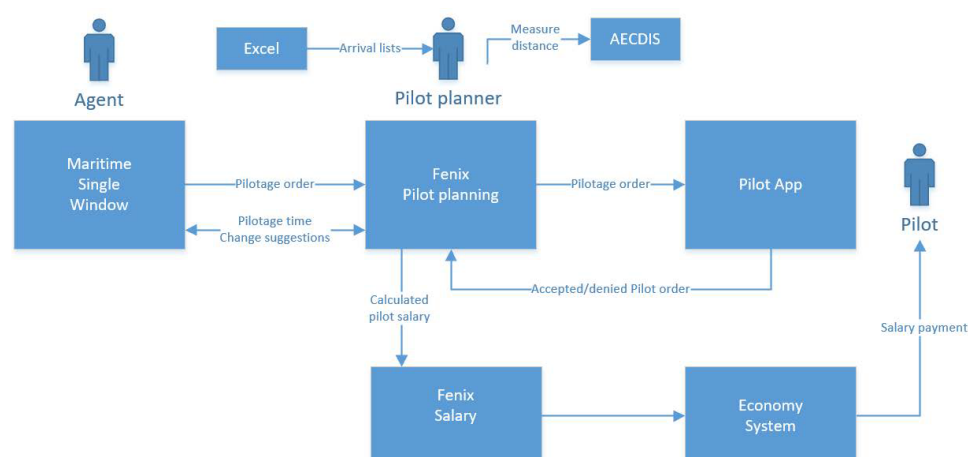 Excel
Arrival lists
Measure
distance
AECDIS
Agent
Pilot planner
Maritime
Single
Window
Pilotage order
Fenix
Pilot planning
Pilotage order
Pilot App
Pilot
Pilotage time
Change suggestions
Accepted/denied Pilot order
Calculated
pilot salary
Salary payment
Fenix
Salary
Economy
System